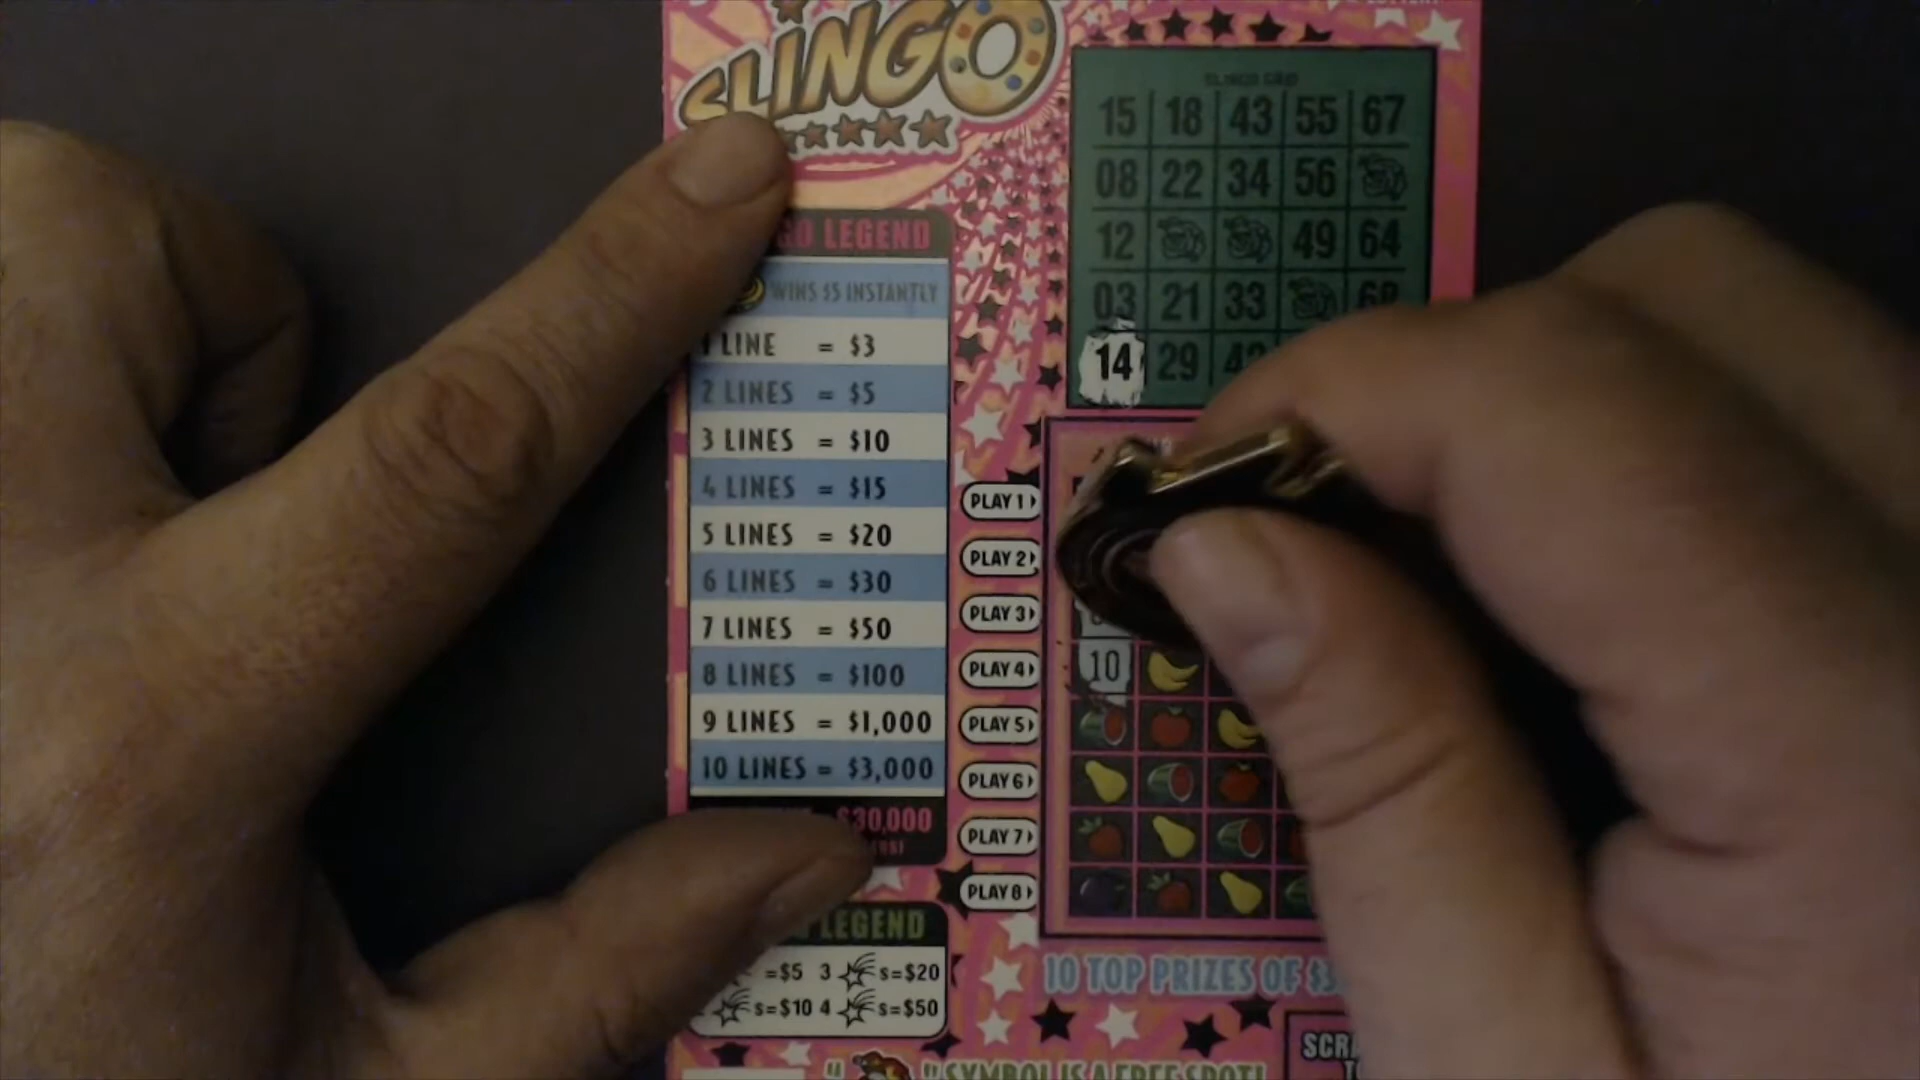 SLINGO
LEGEND
WINS $5 INSTANTLY
LINE = $3
2 LINES = $5
3 LINES = $10
4 LINES = $15
5 LINES = $20
6 LINES = $30
7 LINES = $50
8 LINES = $100
9 LINES = $1,000
10 LINES = $3,000
$30,000
LEGEND
=$5 3 s=$20
s=$10 4 s=$50
SLINGO GRID
15 18 43 55 67
08 22 34 56
12 49 64
03 21 33 68
14 29
PLAY 1
PLAY 2
PLAY 3
PLAY 4
10
PLAY 5
PLAY 6
PLAY 7
PLAY 8
10 TOP PRIZES OF
" " SYMBOL IS A FREE SPOT!